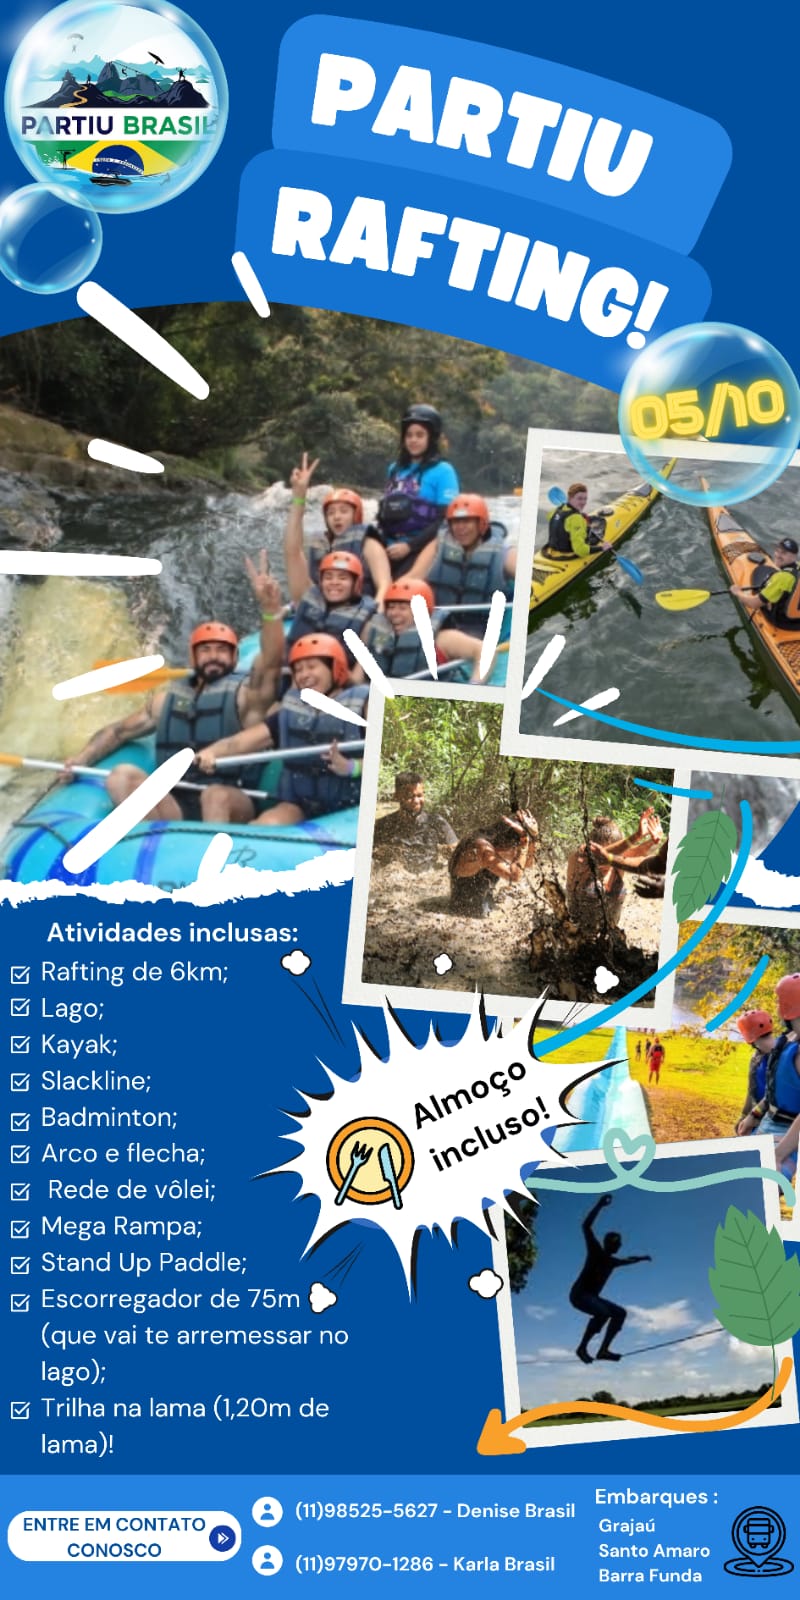 PARTIU BRASIL
PARTIU
RAFTING!
05/10
Atividades inclusas:
Rafting de 6km;
Lago;
Kayak;
Slackline;
Badminton;
Arco e flecha;
Rede de vôlei;
Mega Rampa;
Stand Up Paddle;
Escorregador de 75m
(que vai te arremessar no
lago);
Trilha na lama (1,20m de
lama)!
Almoço
incluso!
ENTRE EM CONTATO
CONOSCO
(11)98525-5627 - Denise Brasil
(11)97970-1286 - Karla Brasil
Embarques :
Grajaú
Santo Amaro
Barra Funda